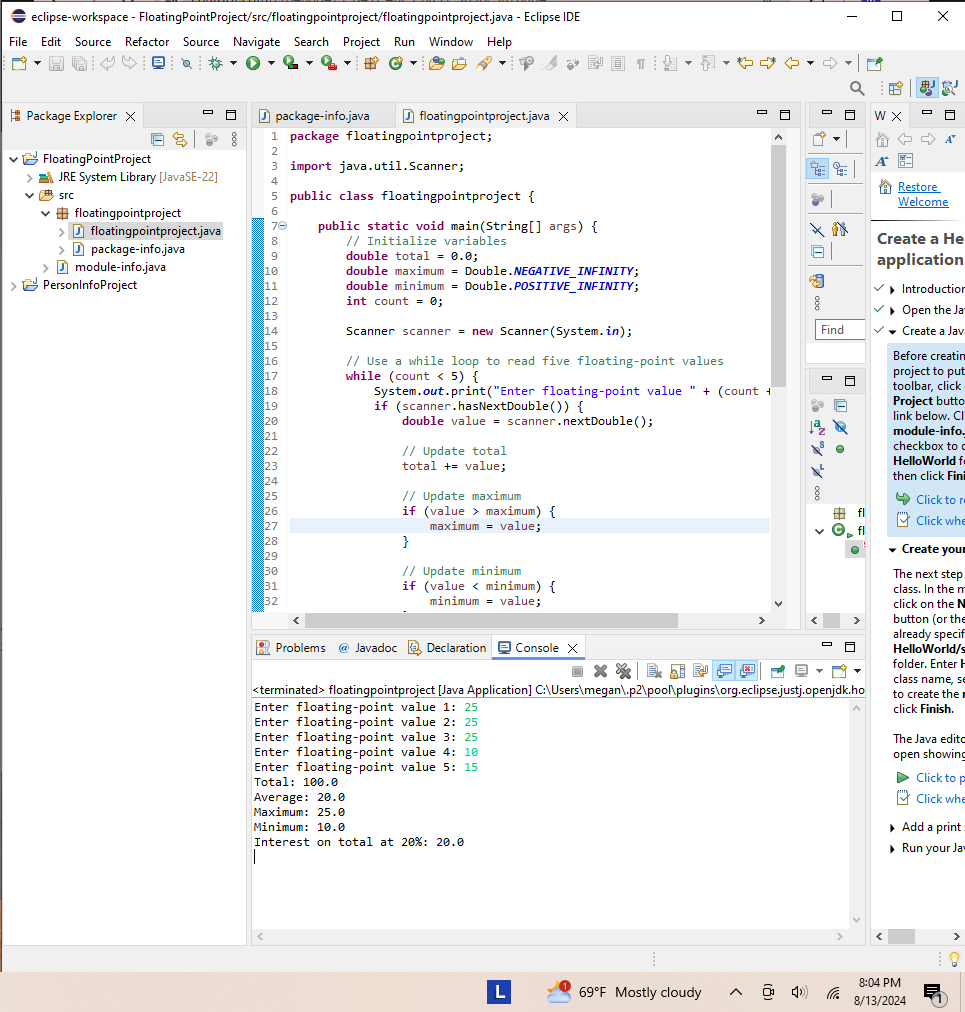 eclipse-workspace - FloatingPointProject/src/floatingpointproject/floatingpointproject.java - Eclipse IDE
File Edit Source Refactor Source Navigate Search Project Run Window Help
Package Explorer
FloatingPointProject
JRE System Library [JavaSE-22]
src
floatingpointproject
floatingpointproject.java
package-info.java
module-info.java
PersonInfoProject
package-info.java floatingpointproject.java
1 package floatingpointproject;
2
3 import java.util.Scanner;
4
5 public class floatingpointproject {
6
7 public static void main(String[] args) {
8 // Initialize variables
9 double total = 0.0;
10 double maximum = Double.NEGATIVE_INFINITY;
11 double minimum = Double.POSITIVE_INFINITY;
12 int count = 0;
13
14 Scanner scanner = new Scanner(System.in);
15
16 // Use a while loop to read five floating-point values
17 while (count < 5) {
18 System.out.print("Enter floating-point value " + (count +
19 if (scanner.hasNextDouble()) {
20 double value = scanner.nextDouble();
21
22 // Update total
23 total += value;
24
25 // Update maximum
26 if (value > maximum) {
27 maximum = value;
28 }
29
30 // Update minimum
31 if (value < minimum) {
32 minimum = value;
Find
fl
fl
W
Restore
Welcome
Create a He
application
Introduction
Open the Ja
Create a Java
Before creatin
project to put
toolbar, click
Project butto
link below. Cl
module-info.
checkbox to c
HelloWorld fo
then click Fini
Click to re
Click whe
Create your
The next step
class. In the m
click on the N
button (or the
already specif
HelloWorld/s
folder. Enter H
class name, se
to create the m
click Finish.
The Java edito
open showing
Click to p
Click whe
Add a print s
Run your Ja
Problems @ Javadoc Declaration Console
<terminated> floatingpointproject [Java Application] C:\Users\megan\.p2\pool\plugins\org.eclipse.justj.openjdk.ho
Enter floating-point value 1: 25
Enter floating-point value 2: 25
Enter floating-point value 3: 25
Enter floating-point value 4: 10
Enter floating-point value 5: 15
Total: 100.0
Average: 20.0
Maximum: 25.0
Minimum: 10.0
Interest on total at 20%: 20.0
L
1
69°F Mostly cloudy
8:04 PM
8/13/2024
1